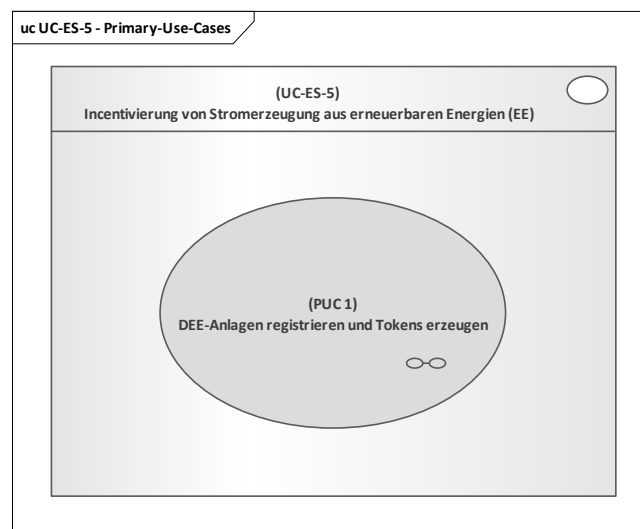 uc UC-ES-5 - Primary-Use-Cases
(UC-ES-5)
Incentivierung von Stromerzeugung aus erneuerbaren Energien (EE)
(PUC 1)
DEE-Anlagen registrieren und Tokens erzeugen